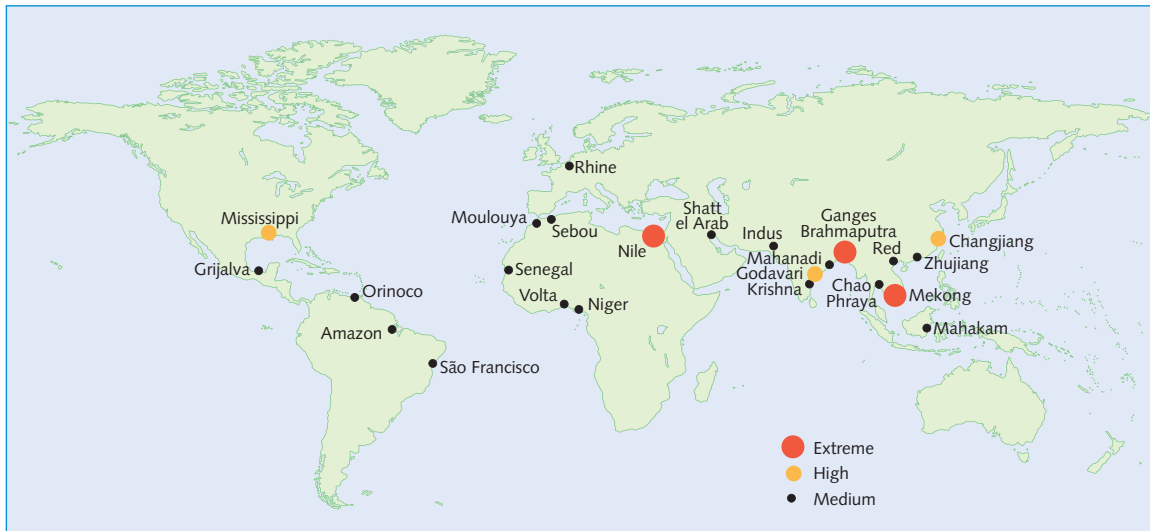 Rhine
Mississippi
Moulouya
Sebou
Shatt
el Arab
Nile
Ganges
Brahmaputra
Indus
Red
Changjiang
Zhujiang
Mahanadi
Godavari
Krishna
Grijalva
Senegal
Chao
Phraya
Mekong
Orinoco
Volta
Niger
Amazon
Mahakam
São Francisco
Extreme
High
Medium